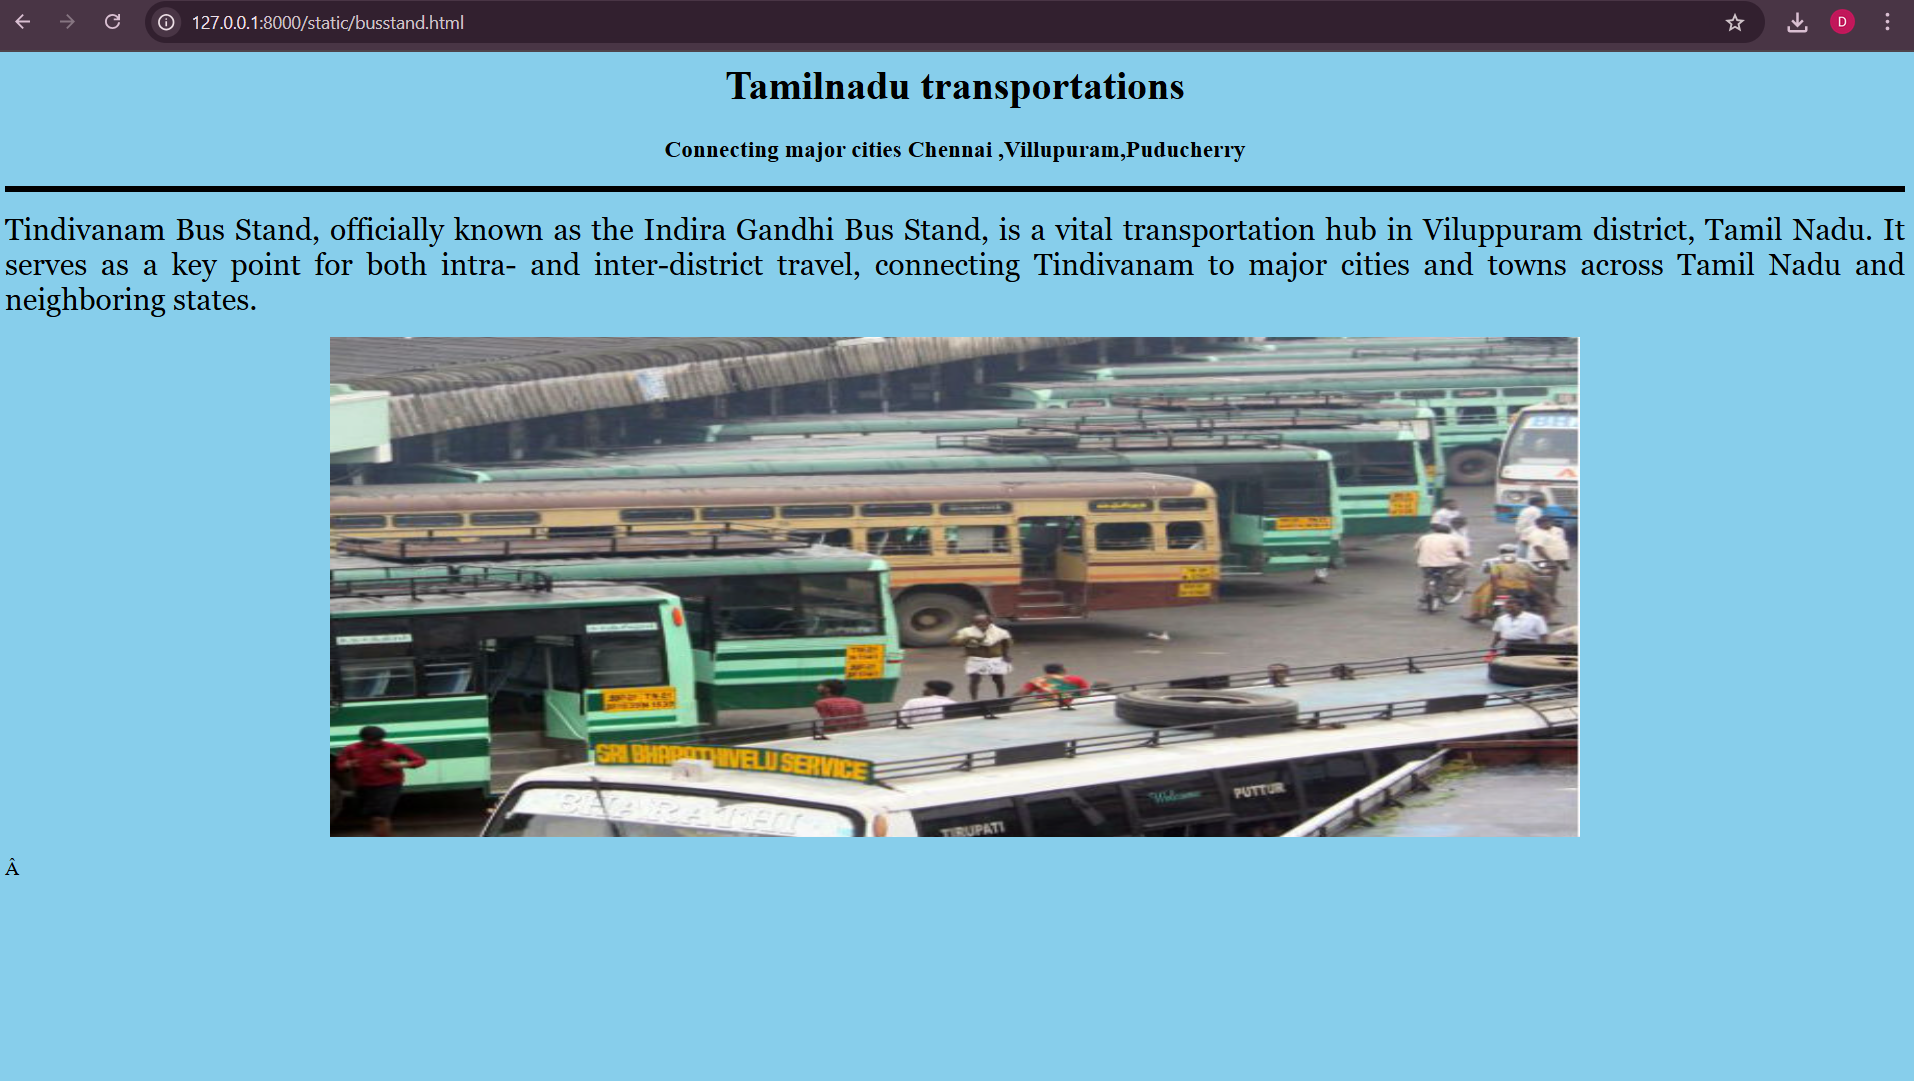 127.0.0.1:8000/static/busstand.html
D
Tamilnadu transportations
Connecting major cities Chennai ,Villupuram,Puducherry
Tindivanam Bus Stand, officially known as the Indira Gandhi Bus Stand, is a vital transportation hub in Viluppuram district, Tamil Nadu. It
serves as a key point for both intra- and inter-district travel, connecting Tindivanam to major cities and towns across Tamil Nadu and
neighboring states.
SRI BHARATHIVELU SERVICE
BHARATHI
Welcome
PUTTUR
TIRUPATI
Â